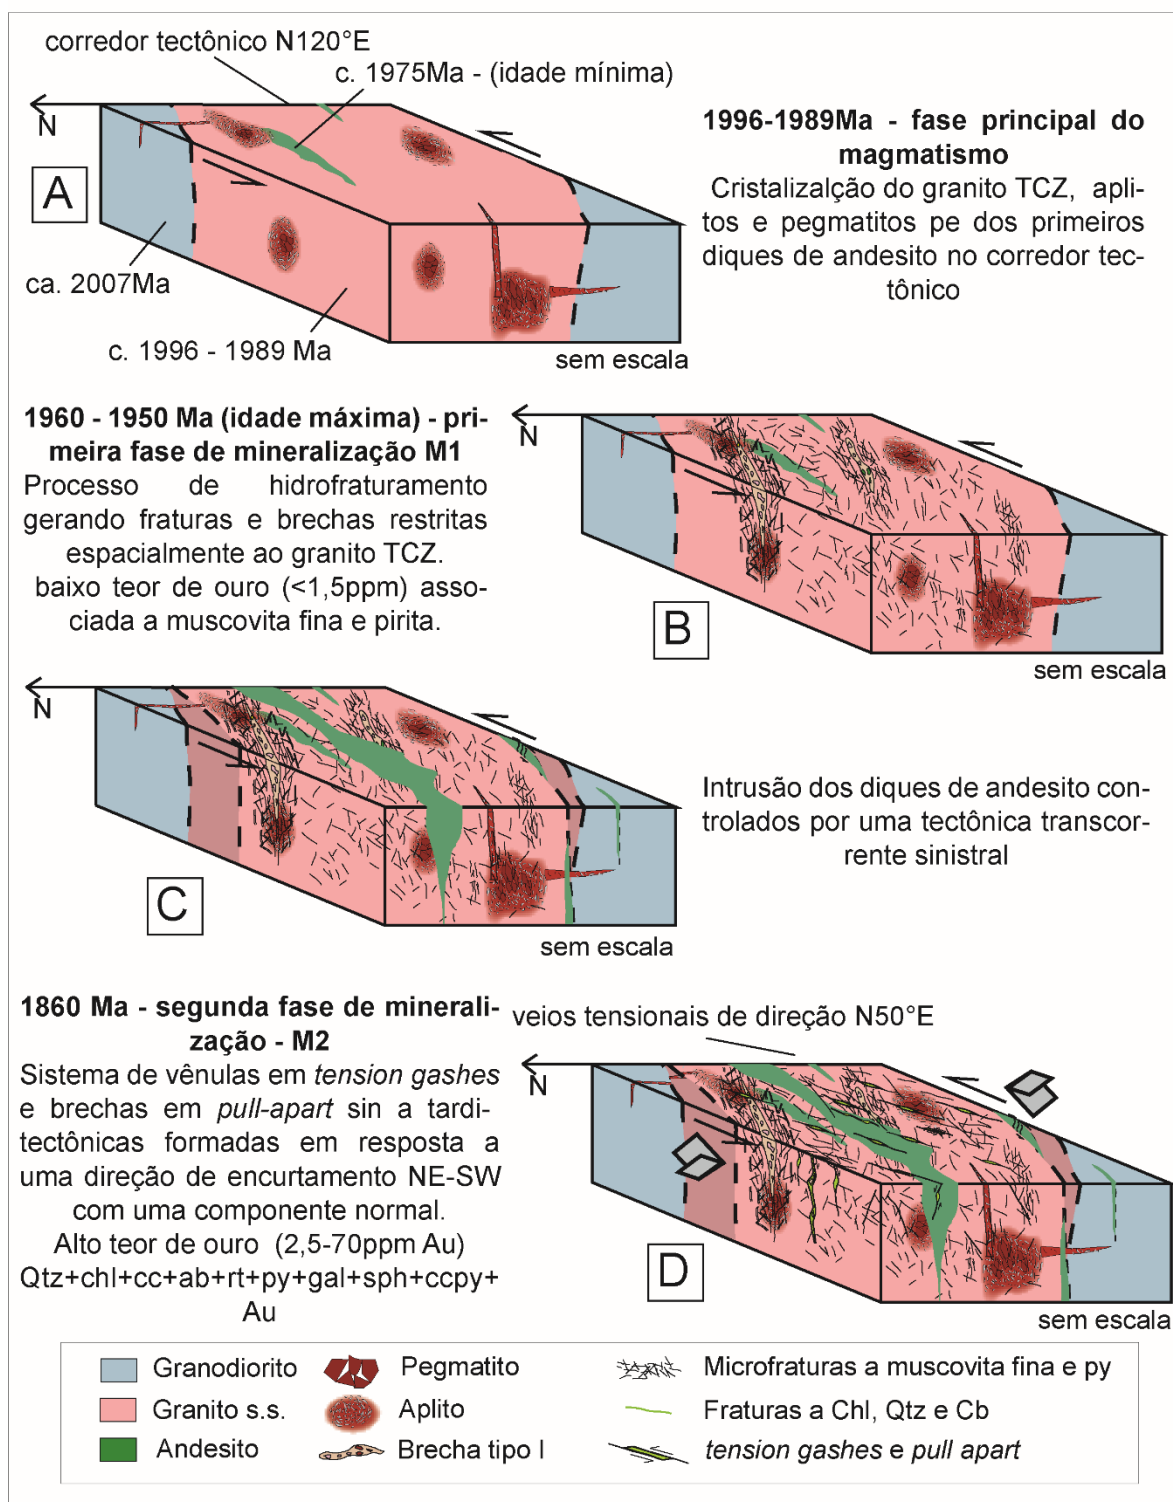 corredor tectônico N120°E
c. 1975Ma - (idade mínima)
N
A
ca. 2007Ma
c. 1996 - 1989 Ma
sem escala
1996-1989Ma - fase principal do
magmatismo
Cristalizalção do granito TCZ, apli-
tos e pegmatitos pe dos primeiros
diques de andesito no corredor tec-
tônico
1960 - 1950 Ma (idade máxima) - pri-
meira fase de mineralização M1
Processo de hidrofraturamento
gerando fraturas e brechas restritas
espacialmente ao granito TCZ.
baixo teor de ouro (<1,5ppm) asso-
ciada a muscovita fina e pirita.
N
B
sem escala
N
C
sem escala
Intrusão dos diques de andesito con-
trolados por uma tectônica transcor-
rente sinistral
1860 Ma - segunda fase de minerali-
zação - M2
Sistema de vênulas em tension gashes
e brechas em pull-apart sin a tardi-
tectônicas formadas em resposta a
uma direção de encurtamento NE-SW
com uma componente normal.
Alto teor de ouro (2,5-70ppm Au)
Qtz+chl+cc+ab+rt+py+gal+sph+ccpy+
Au
veios tensionais de direção N50°E
N
D
sem escala
Granodiorito
Granito s.s.
Andesito
Pegmatito
Aplito
Brecha tipo I
Microfraturas a muscovita fina e py
Fraturas a Chl, Qtz e Cb
tension gashes e pull apart